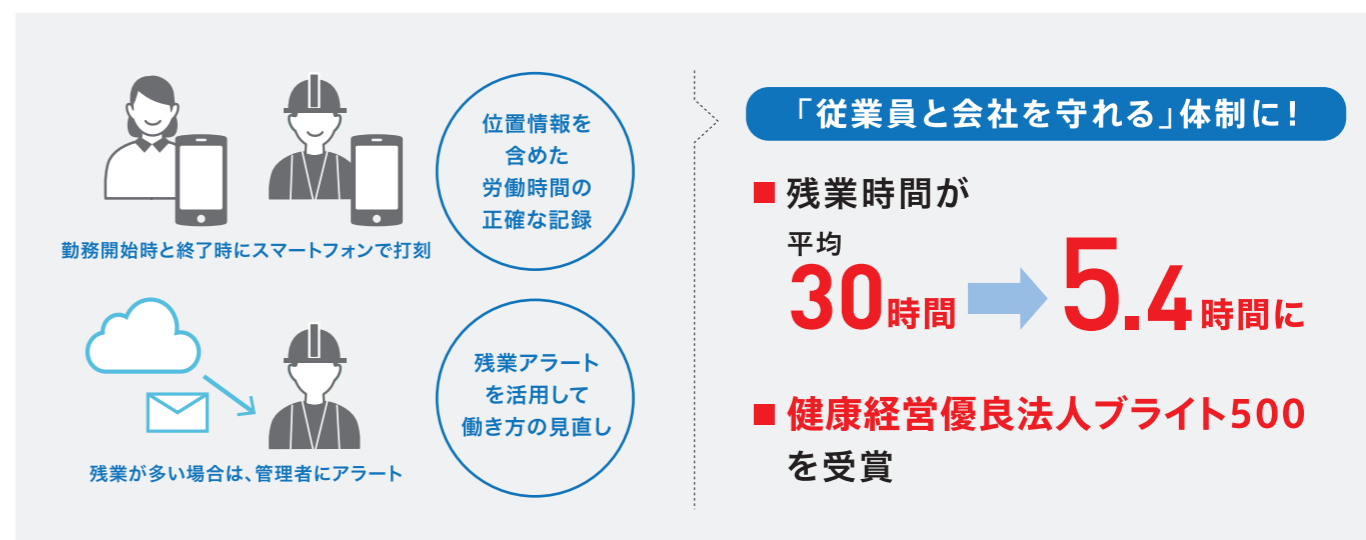 位置情報を
含めた
労働時間の
正確な記録
勤務開始時と終了時にスマートフォンで打刻
残業アラート
を活用して
働き方の見直し
残業が多い場合は、管理者にアラート
「従業員と会社を守れる」体制に!
■残業時間が
平均
30時間 5.4時間に
■健康経営優良法人ブライト500
を受賞